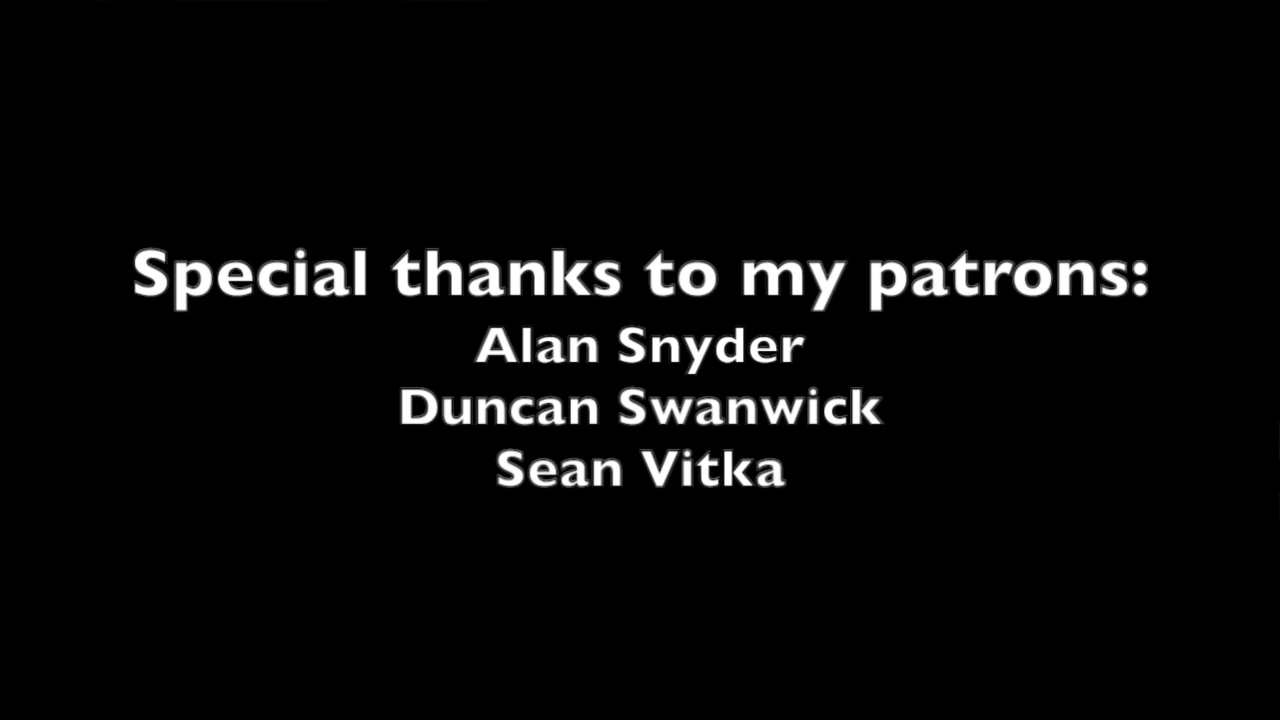 Special thanks to my patrons:
Alan Snyder
Duncan Swanwick
Sean Vitka